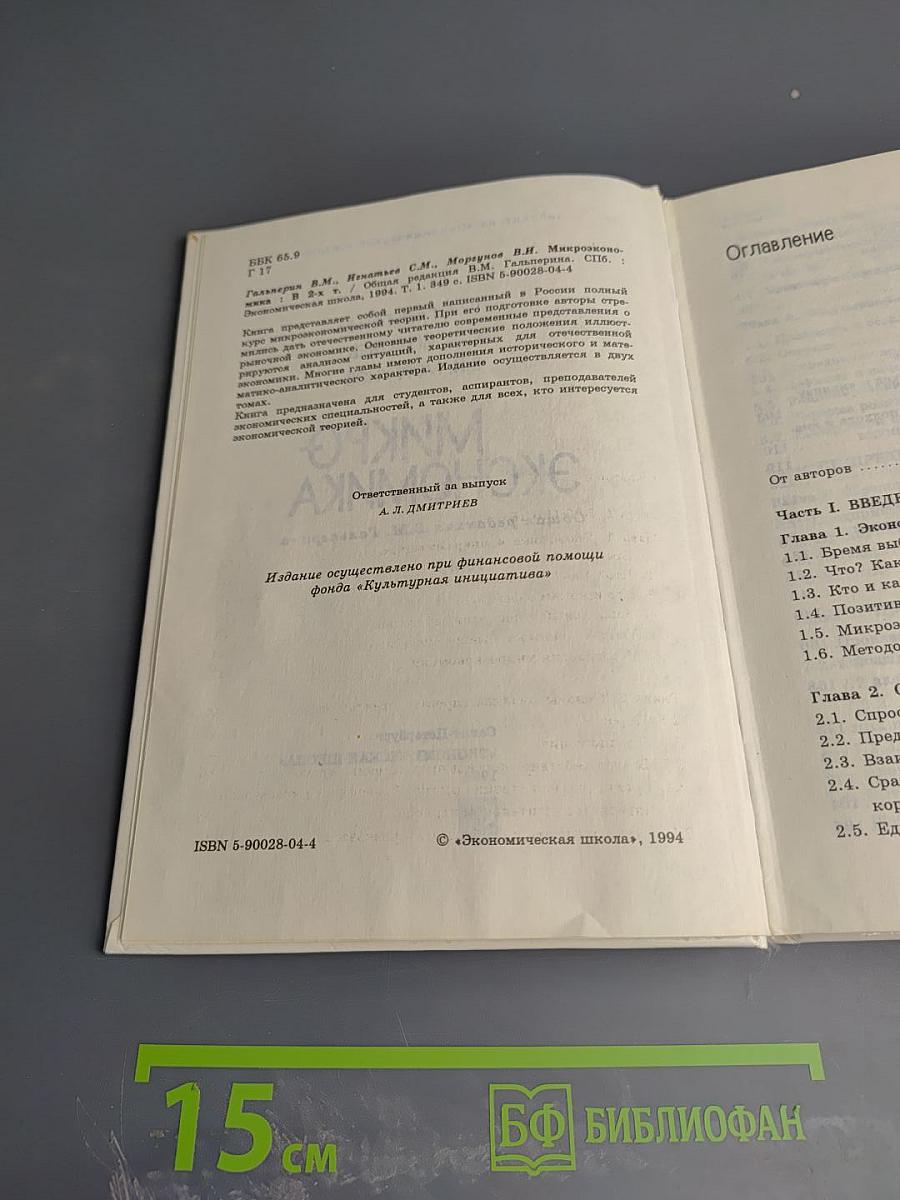 ББК 65.9
Г 17
Гальперин В.М., Игнатьев С.М., Моргунов В.И. Микроэконо-
мика : В 2-х т. / Общая редакция В.М. Гальперина. СПб. :
Экономическая школа, 1994. Т. 1. 349 с. ISBN 5-90028-04-4
Книга представляет собой первый написанный в России полный
курс микроэкономической теории. При его подготовке авторы стре-
мились дать отечественному читателю современные представления о
рыночной экономике. Основные теоретические положения иллюст-
рируются анализом ситуаций, характерных для отечественной
экономики. Многие главы имеют дополнения исторического и мате-
матико-аналитического характера. Издание осуществляется в двух
томах.
Книга предназначена для студентов, аспирантов, преподавателей
экономических специальностей, а также для всех, кто интересуется
экономической теорией.
Ответственный за выпуск
А. Л. ДМИТРИЕВ
Издание осуществлено при финансовой помощи
фонда «Культурная инициатива»
ISBN 5-90028-04-4
© «Экономическая школа», 1994
Оглавление
От авторов ......
Часть I. ВВЕДЕ
Глава 1. Эконо
1.1. Бремя выб
1.2. Что? Как
1.3. Кто и ка
1.4. Позитив
1.5. Микроэ
1.6. Методо
Глава 2. С
2.1. Спрос
2.2. Пред
2.3. Взаи
2.4. Сра
кор
2.5. Ед
15 см
БФ БИБЛИОФАН